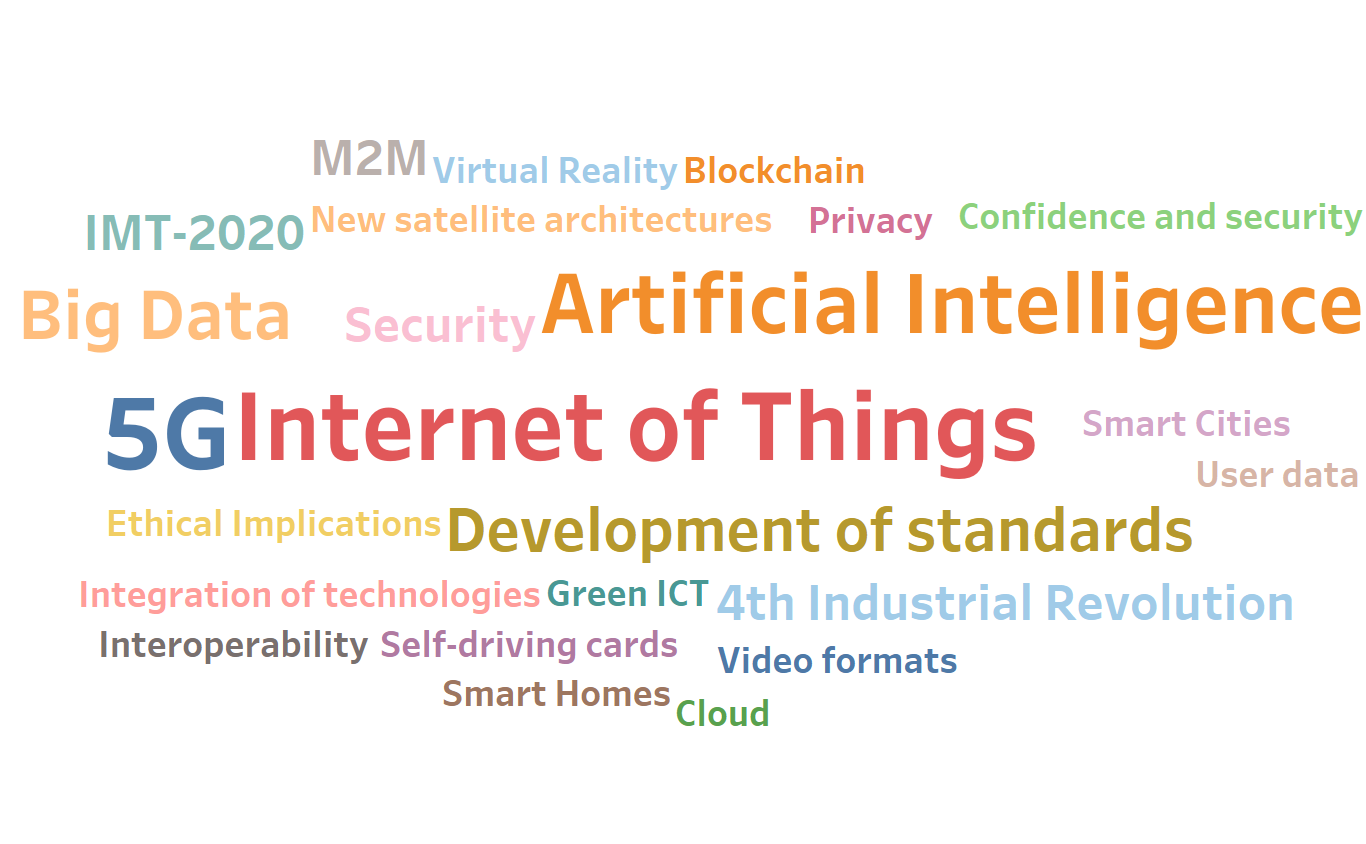 M2M
Virtual Reality
Blockchain
IMT-2020
New satellite architectures
Privacy
Confidence and security
Big Data
Security
Artificial Intelligence
5G
Internet of Things
Smart Cities
User data
Ethical Implications
Development of standards
Integration of technologies
Green ICT
4th Industrial Revolution
Interoperability
Self-driving cards
Video formats
Smart Homes
Cloud